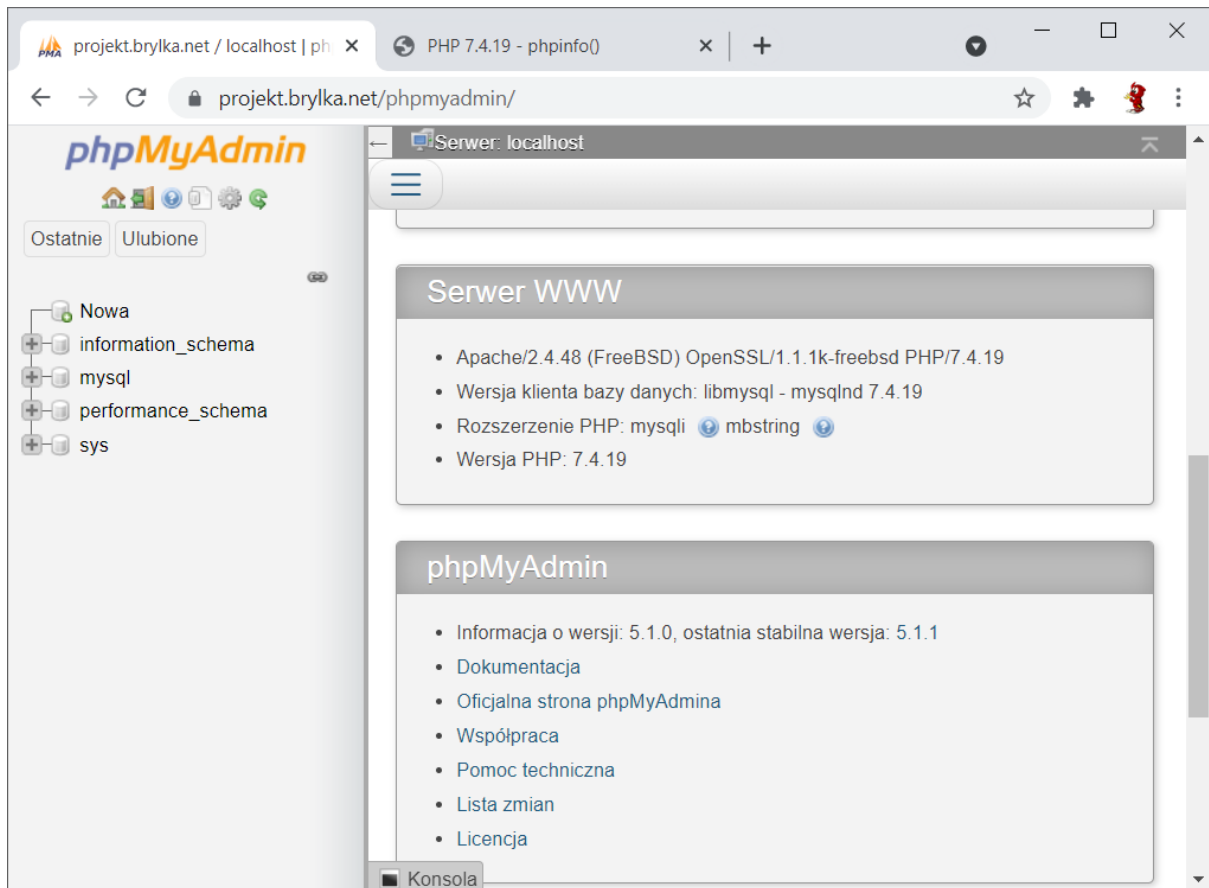 projekt.brylka.net / localhost | ph
PHP 7.4.19 - phpinfo()
projekt.brylka.net/phpmyadmin/
phpMyAdmin
Ostatnie Ulubione
Nowa
information_schema
mysql
performance_schema
sys
Serwer: localhost
Serwer WWW
Apache/2.4.48 (FreeBSD) OpenSSL/1.1.1k-freebsd PHP/7.4.19
Wersja klienta bazy danych: libmysql - mysqlnd 7.4.19
Rozszerzenie PHP: mysqli mbstring
Wersja PHP: 7.4.19
phpMyAdmin
Informacja o wersji: 5.1.0, ostatnia stabilna wersja: 5.1.1
Dokumentacja
Oficjalna strona phpMyAdmina
Współpraca
Pomoc techniczna
Lista zmian
Licencja
Konsola